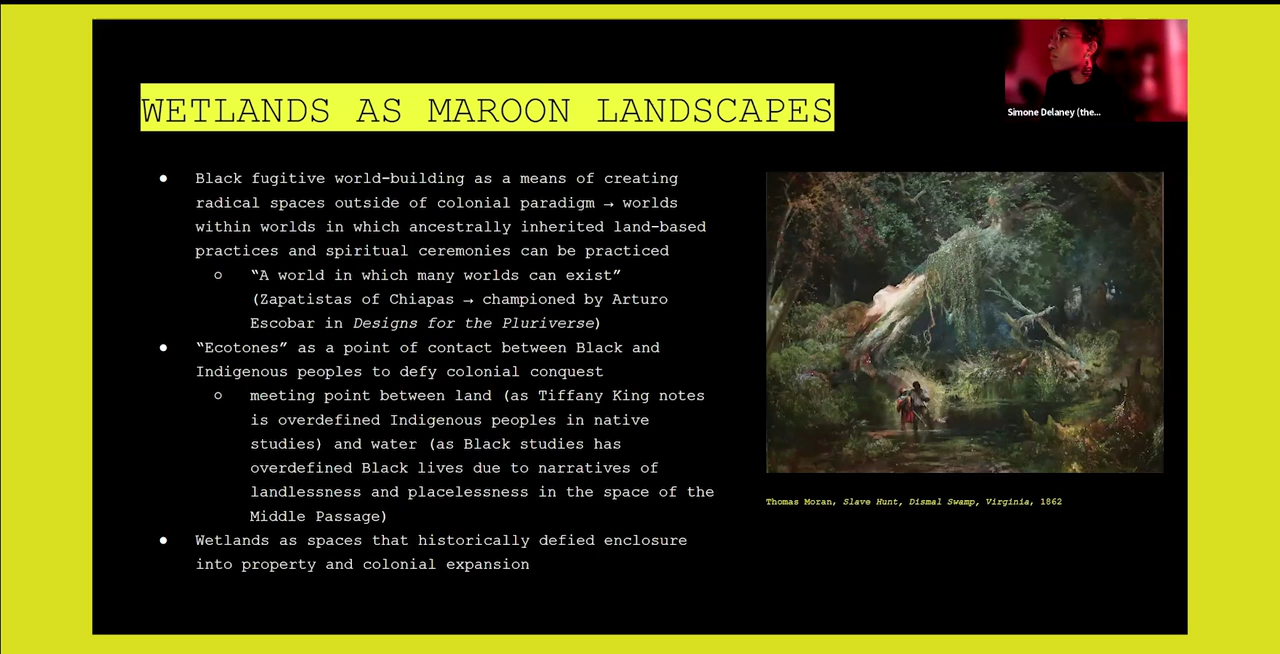 WETLANDS AS MAROON LANDSCAPES
Simone Delaney (the...
● Black fugitive world-building as a means of creating
radical spaces outside of colonial paradigm → worlds
within worlds in which ancestrally inherited land-based
practices and spiritual ceremonies can be practiced
○ “A world in which many worlds can exist”
(Zapatistas of Chiapas → championed by Arturo
Escobar in Designs for the Pluriverse)
● “Ecotones” as a point of contact between Black and
Indigenous peoples to defy colonial conquest
○ meeting point between land (as Tiffany King notes
is overdefined Indigenous peoples in native
studies) and water (as Black studies has
overdefined Black lives due to narratives of
landlessness and placelessness in the space of the
Middle Passage)
● Wetlands as spaces that historically defied enclosure
into property and colonial expansion
Thomas Moran, Slave Hunt, Dismal Swamp, Virginia, 1862